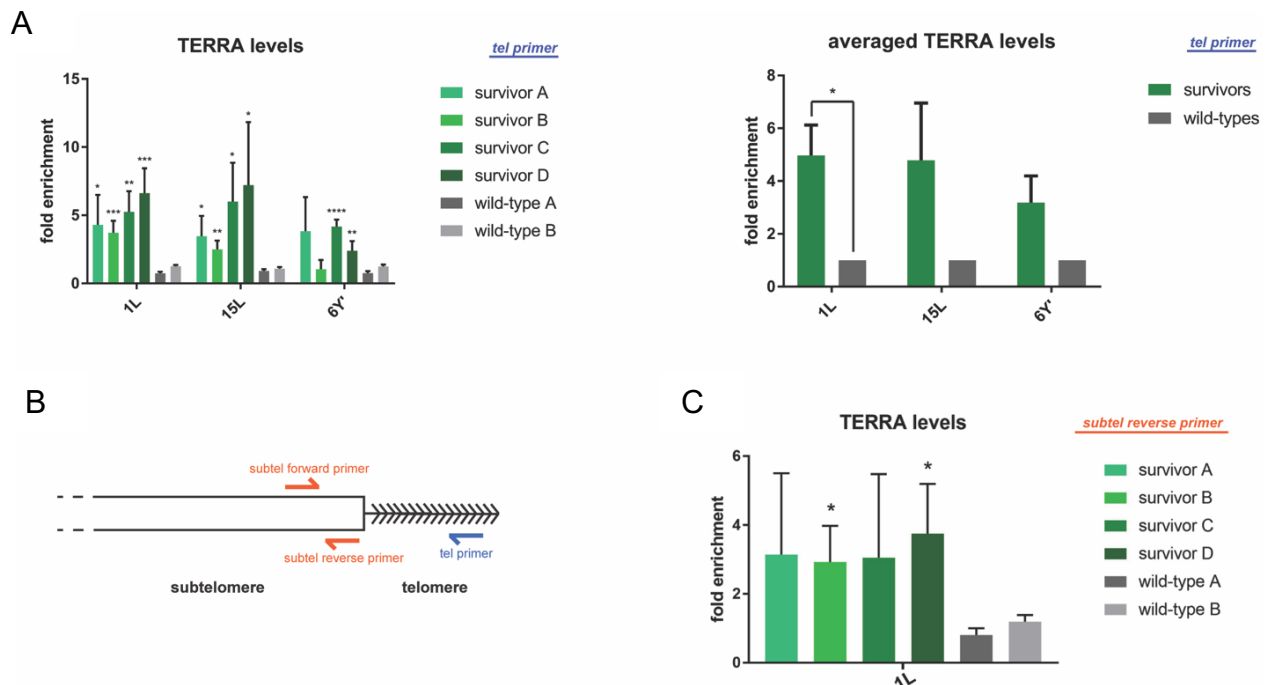 A
TERRA levels
tel primer
fold enrichment
15
10
5
0
* *** ** ***
* ** * *
**** **
1L
15L
6Y'
survivor A
survivor B
survivor C
survivor D
wild-type A
wild-type B
averaged TERRA levels
tel primer
fold enrichment
8
6
4
2
0
*
1L
15L
6Y'
survivors
wild-types
B
subtel forward primer
subtel reverse primer
tel primer
subtelomere
telomere
C
TERRA levels
subtel reverse primer
fold enrichment
6
4
2
0
* *
1L
survivor A
survivor B
survivor C
survivor D
wild-type A
wild-type B